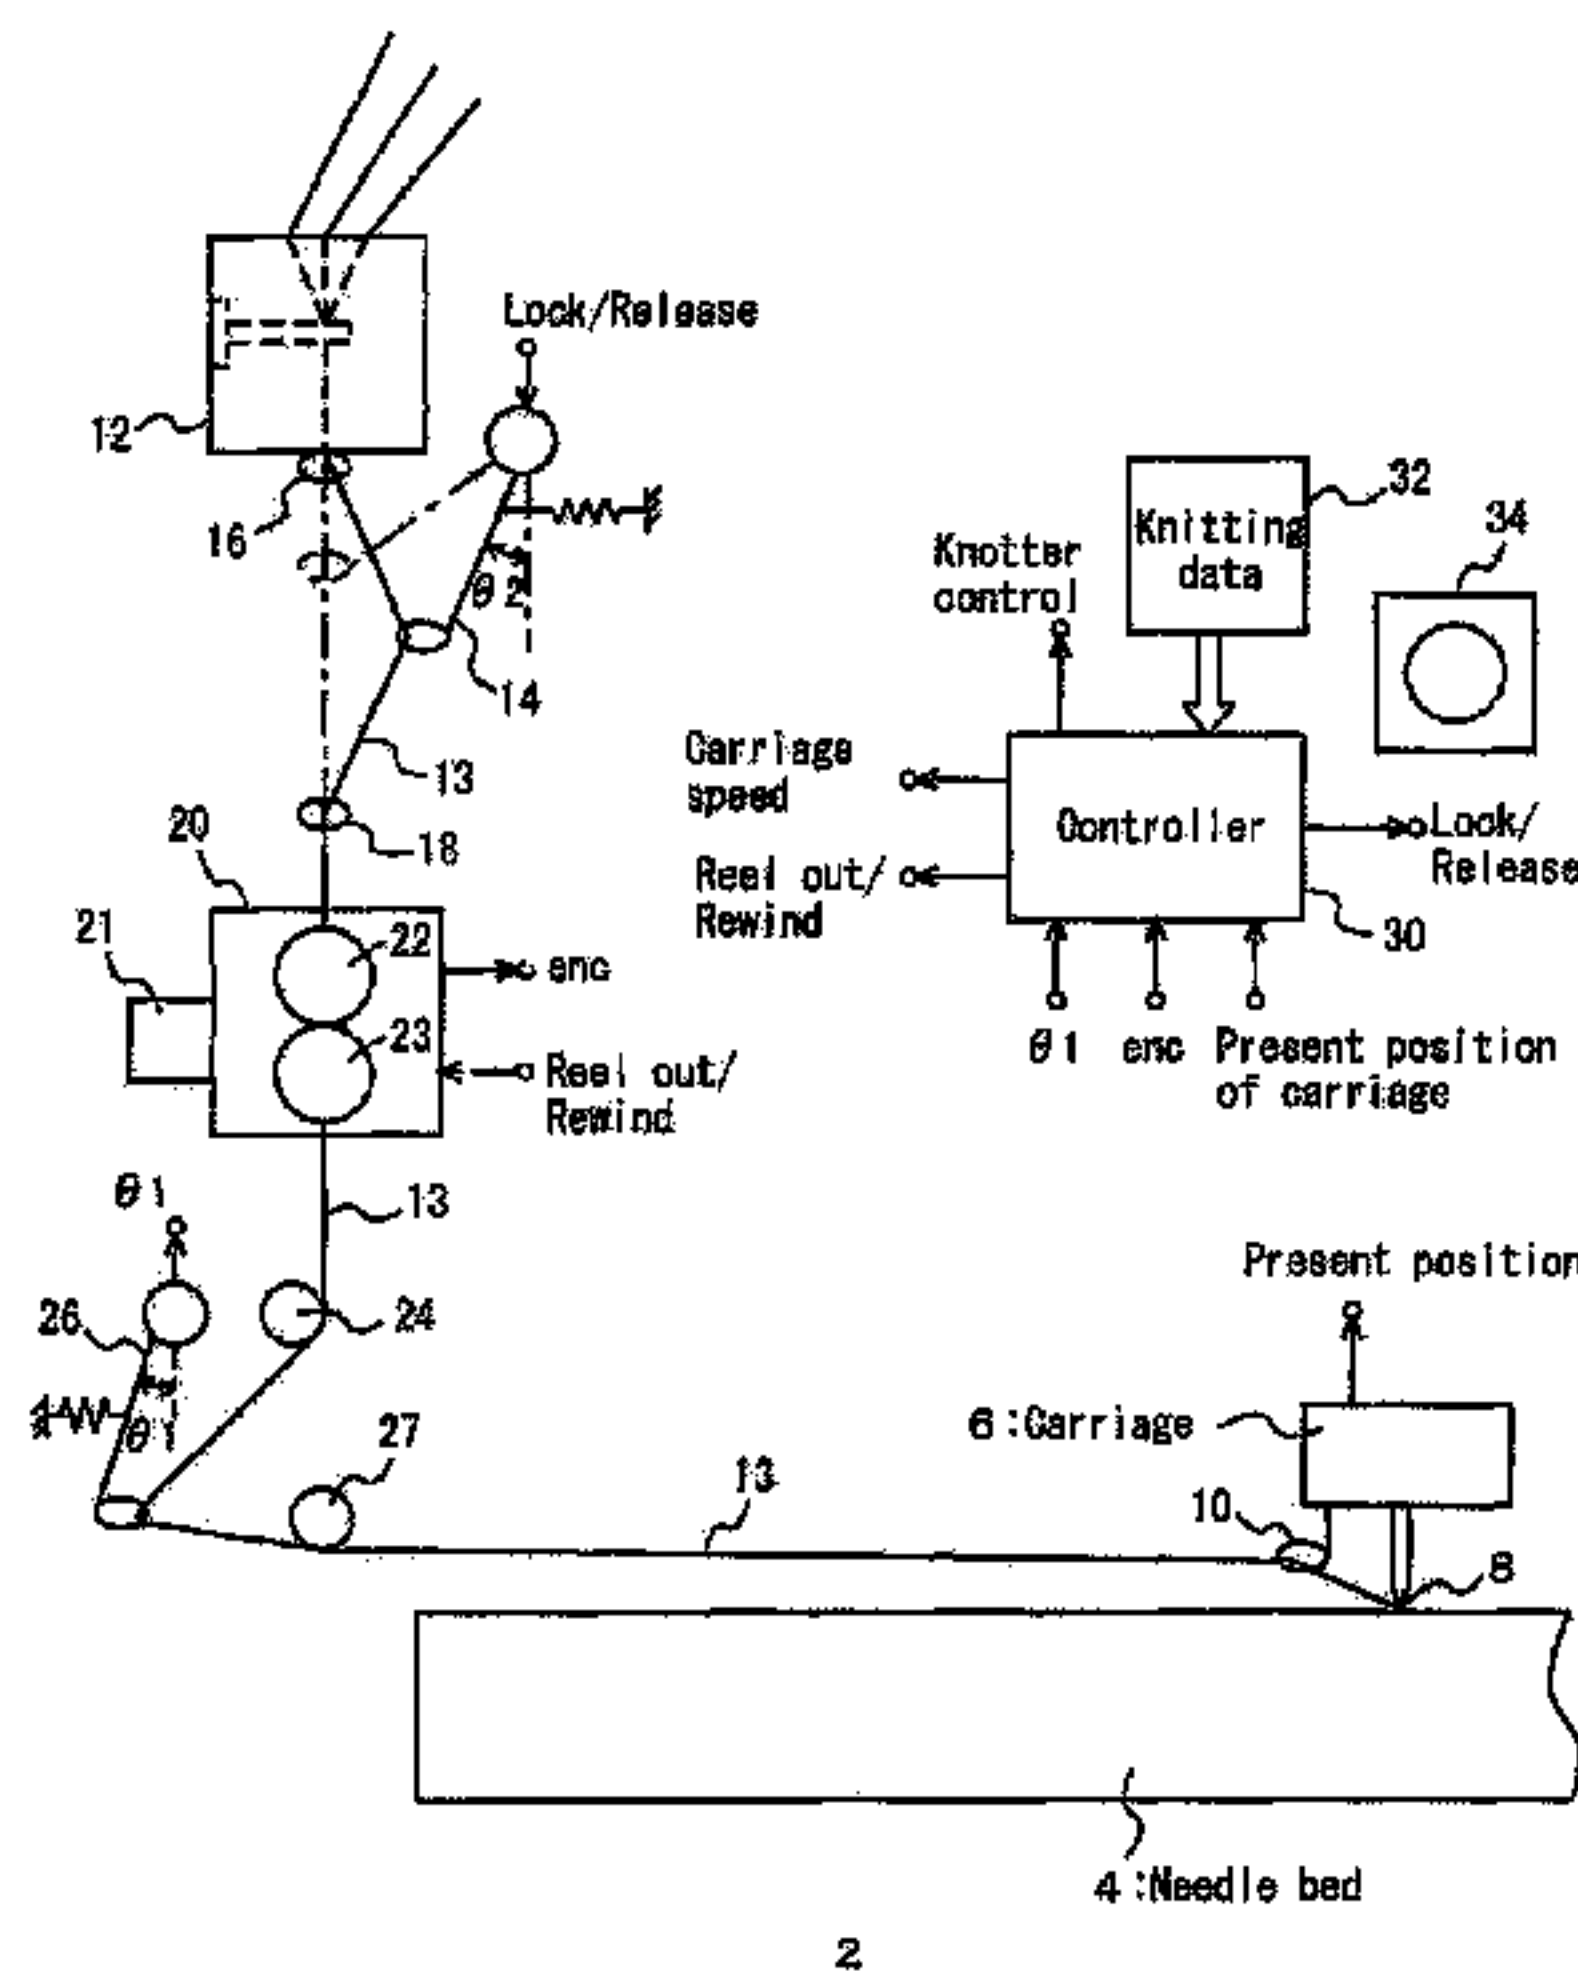 Lock/Release
12
16
θ2
14
13
18
20
21
22
23
enc
Reel out/
Rewind
θ1
13
26
24
θ1
27
13
32
34
Knitting
data
Knotter
control
Carriage
speed
Controller
Lock/
Release
Reel out/
Rewind
30
θ1 enc Present position
of carriage
Present position
6:Carriage
10
8
4:Needle bed
2